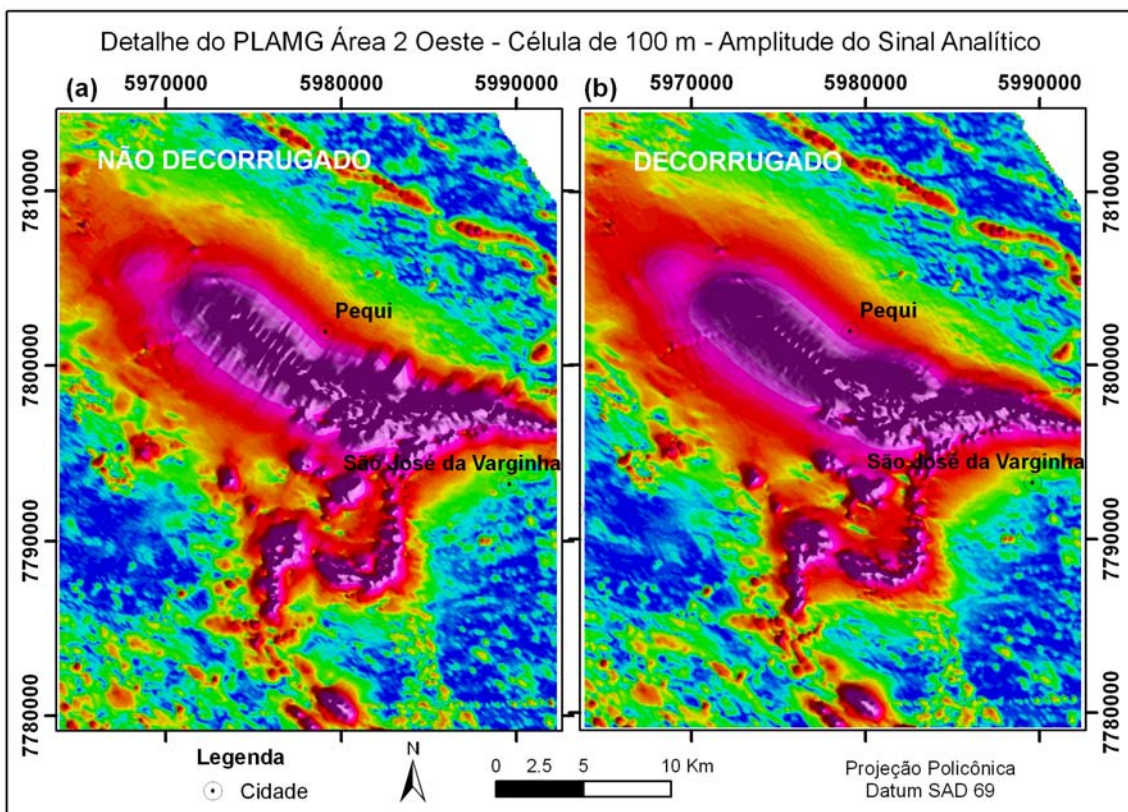 Detalhe do PLAMG Área 2 Oeste - Célula de 100 m - Amplitude do Sinal Analítico
(a)
5970000 5980000 5990000
(b)
5970000 5980000 5990000
NÃO DECORRUGADO
DECORRUGADO
7810000
7810000
Pequi
Pequi
7800000
7800000
São José da Varginha
São José da Varginha
7790000
7790000
7780000
7780000
Legenda
Cidade
N
0 2.5 5 10 Km
Projeção Policônica
Datum SAD 69